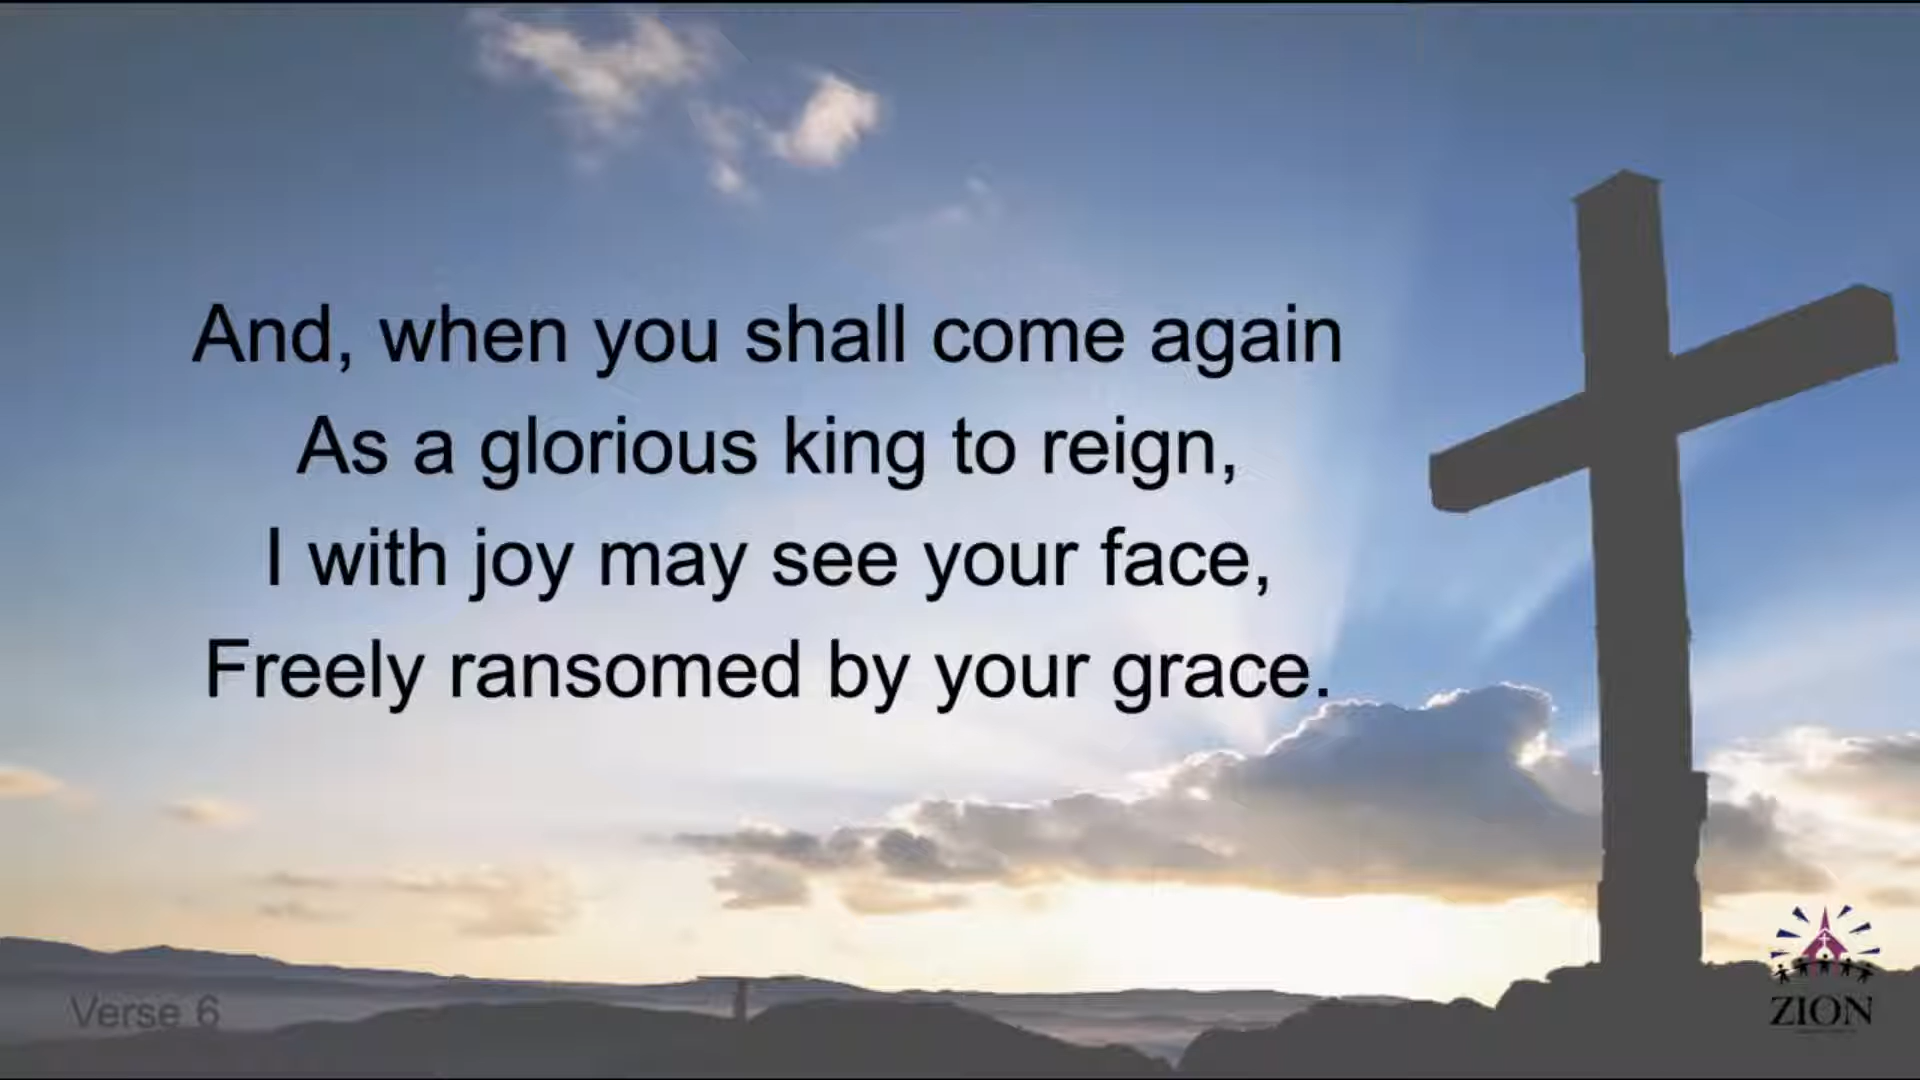 And, when you shall come again
As a glorious king to reign,
I with joy may see your face,
Freely ransomed by your grace.
Verse 6
ZION